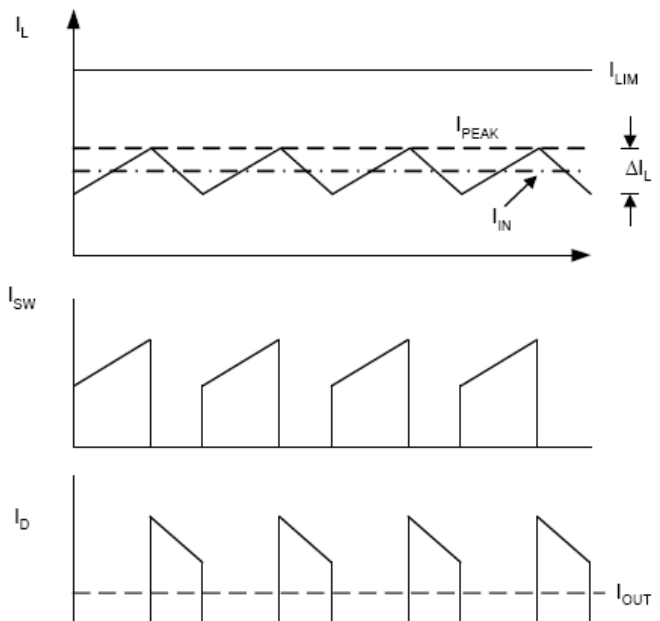 I_L
I_LIM
I_PEAK
ΔI_L
I_IN
I_SW
I_D
I_OUT